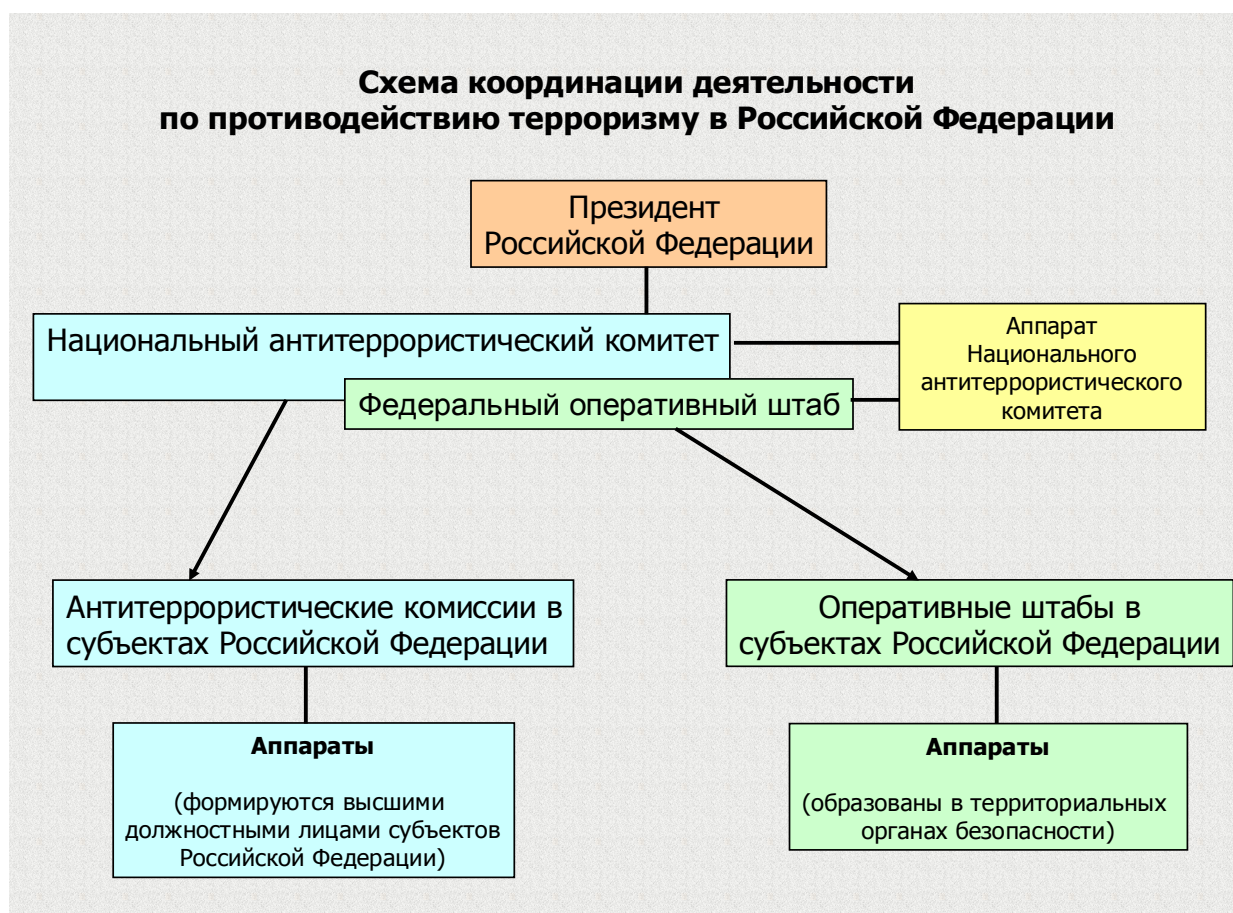 Схема координации деятельности
по противодействию терроризму в Российской Федерации
Президент
Российской Федерации
Национальный антитеррористический комитет
Аппарат
Национального
антитеррористического
комитета
Федеральный оперативный штаб
Антитеррористические комиссии в
субъектах Российской Федерации
Оперативные штабы в
субъектах Российской Федерации
Аппараты
(формируются высшими
должностными лицами субъектов
Российской Федерации)
Аппараты
(образованы в территориальных
органах безопасности)